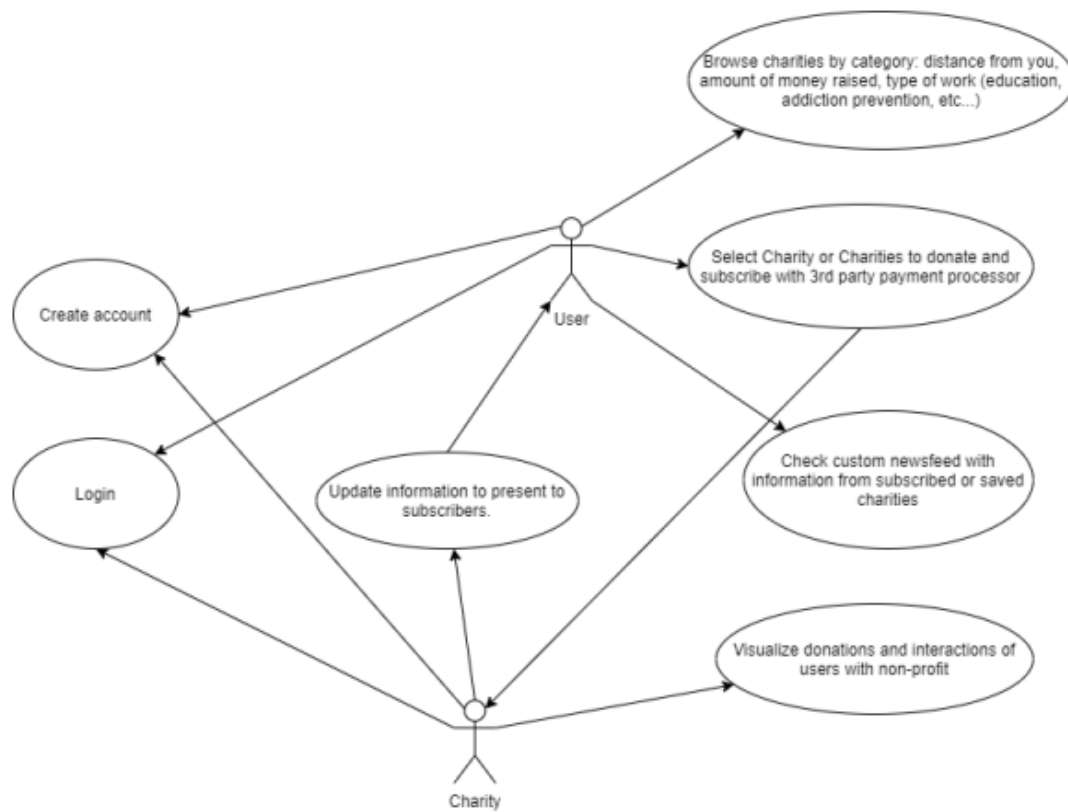 Browse charities by category: distance from you,
amount of money raised, type of work (education,
addiction prevention, etc...)
Select Charity or Charities to donate and
subscribe with 3rd party payment processor
Create account
User
Check custom newsfeed with
information from subscribed or saved
charities
Login
Update information to present to
subscribers.
Visualize donations and interactions of
users with non-profit
Charity